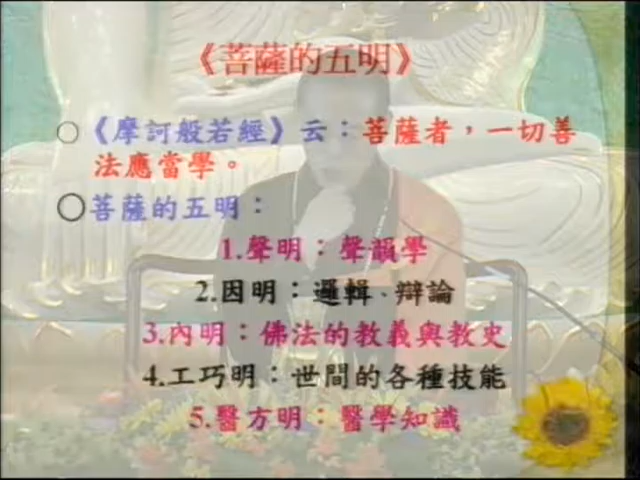 《菩薩的五明》
○《摩訶般若經》云：菩薩者，一切善
法應當學。
○菩薩的五明：
1.聲明：聲韻學
2.因明：邏輯、辯論
3.內明：佛法的教義與教史
4.工巧明：世間的各種技能
5.醫方明：醫學知識